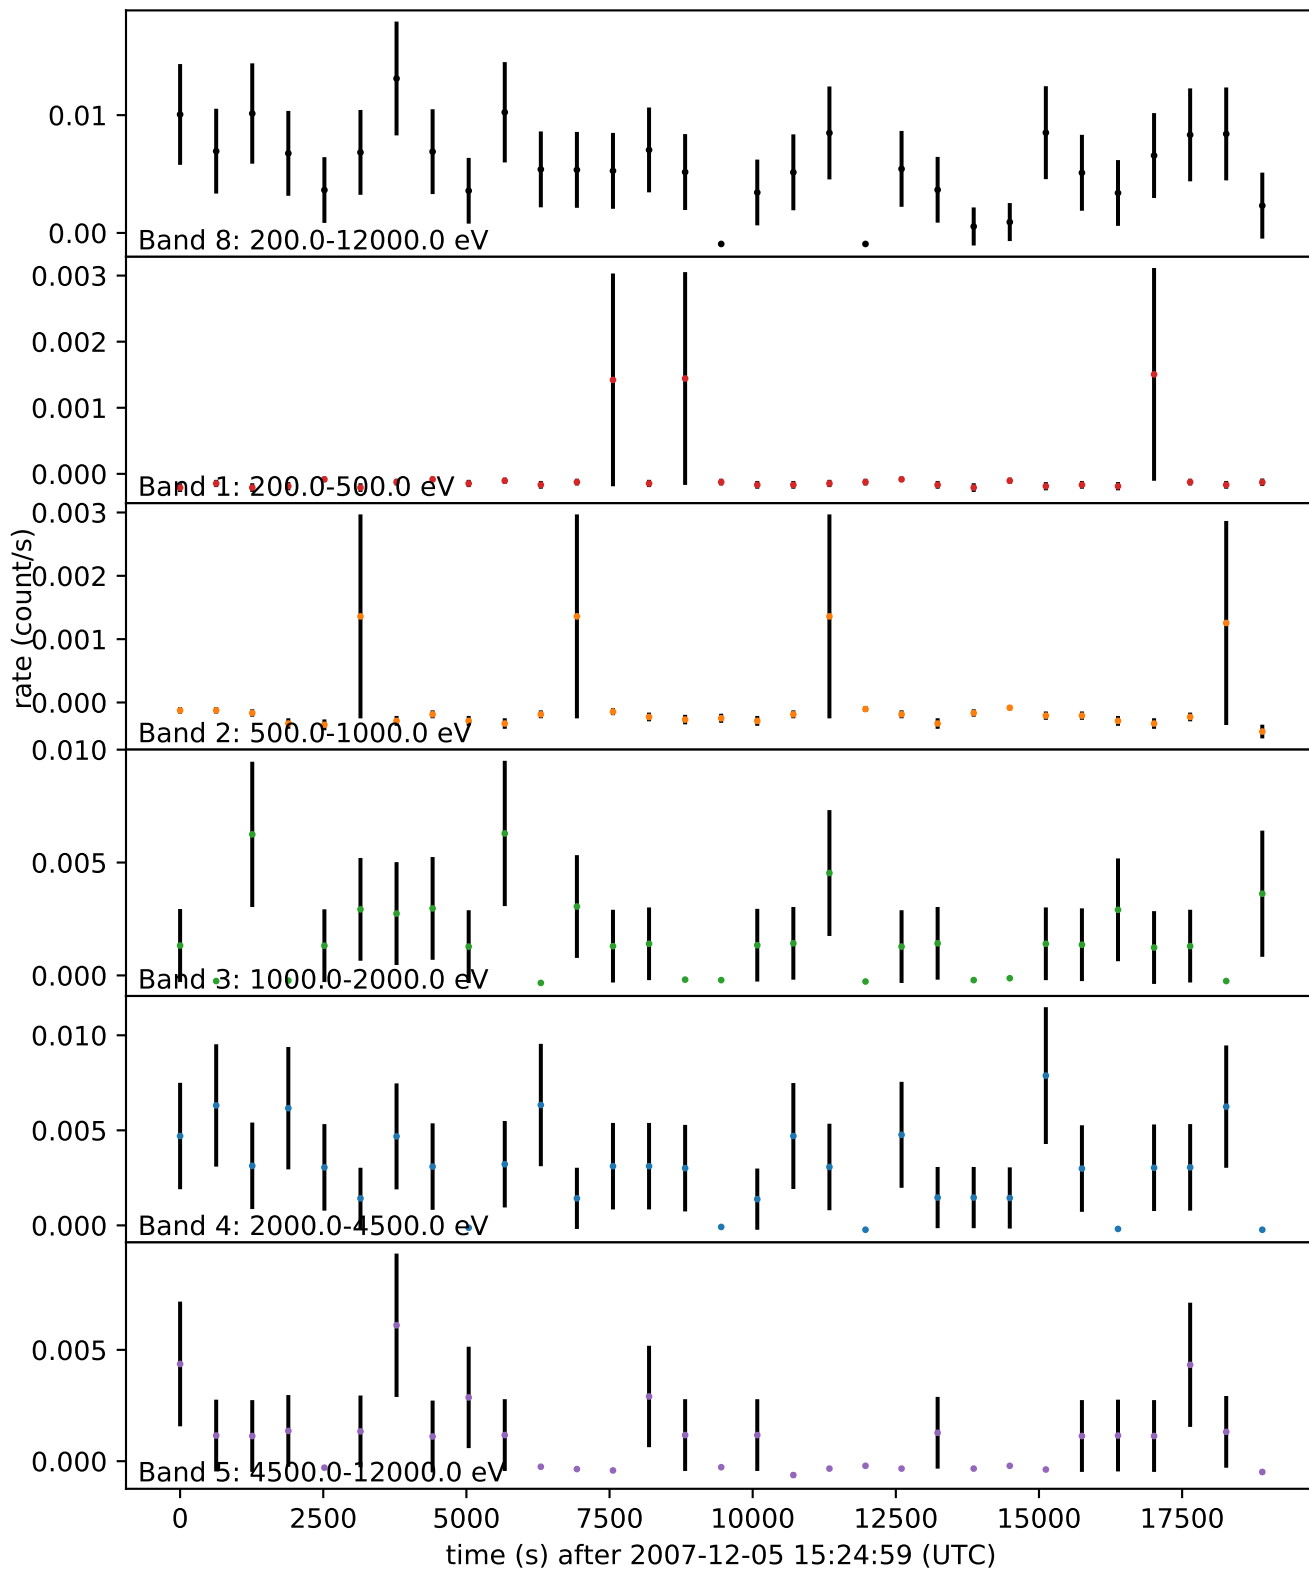 0.01
0.00
Band 8: 200.0-12000.0 eV
0.003
0.002
0.001
0.000
Band 1: 200.0-500.0 eV
0.003
0.002
0.001
0.000
Band 2: 500.0-1000.0 eV
rate (count/s)
0.010
0.005
0.000
Band 3: 1000.0-2000.0 eV
0.010
0.005
0.000
Band 4: 2000.0-4500.0 eV
0.005
0.000
Band 5: 4500.0-12000.0 eV
0 2500 5000 7500 10000 12500 15000 17500
time (s) after 2007-12-05 15:24:59 (UTC)